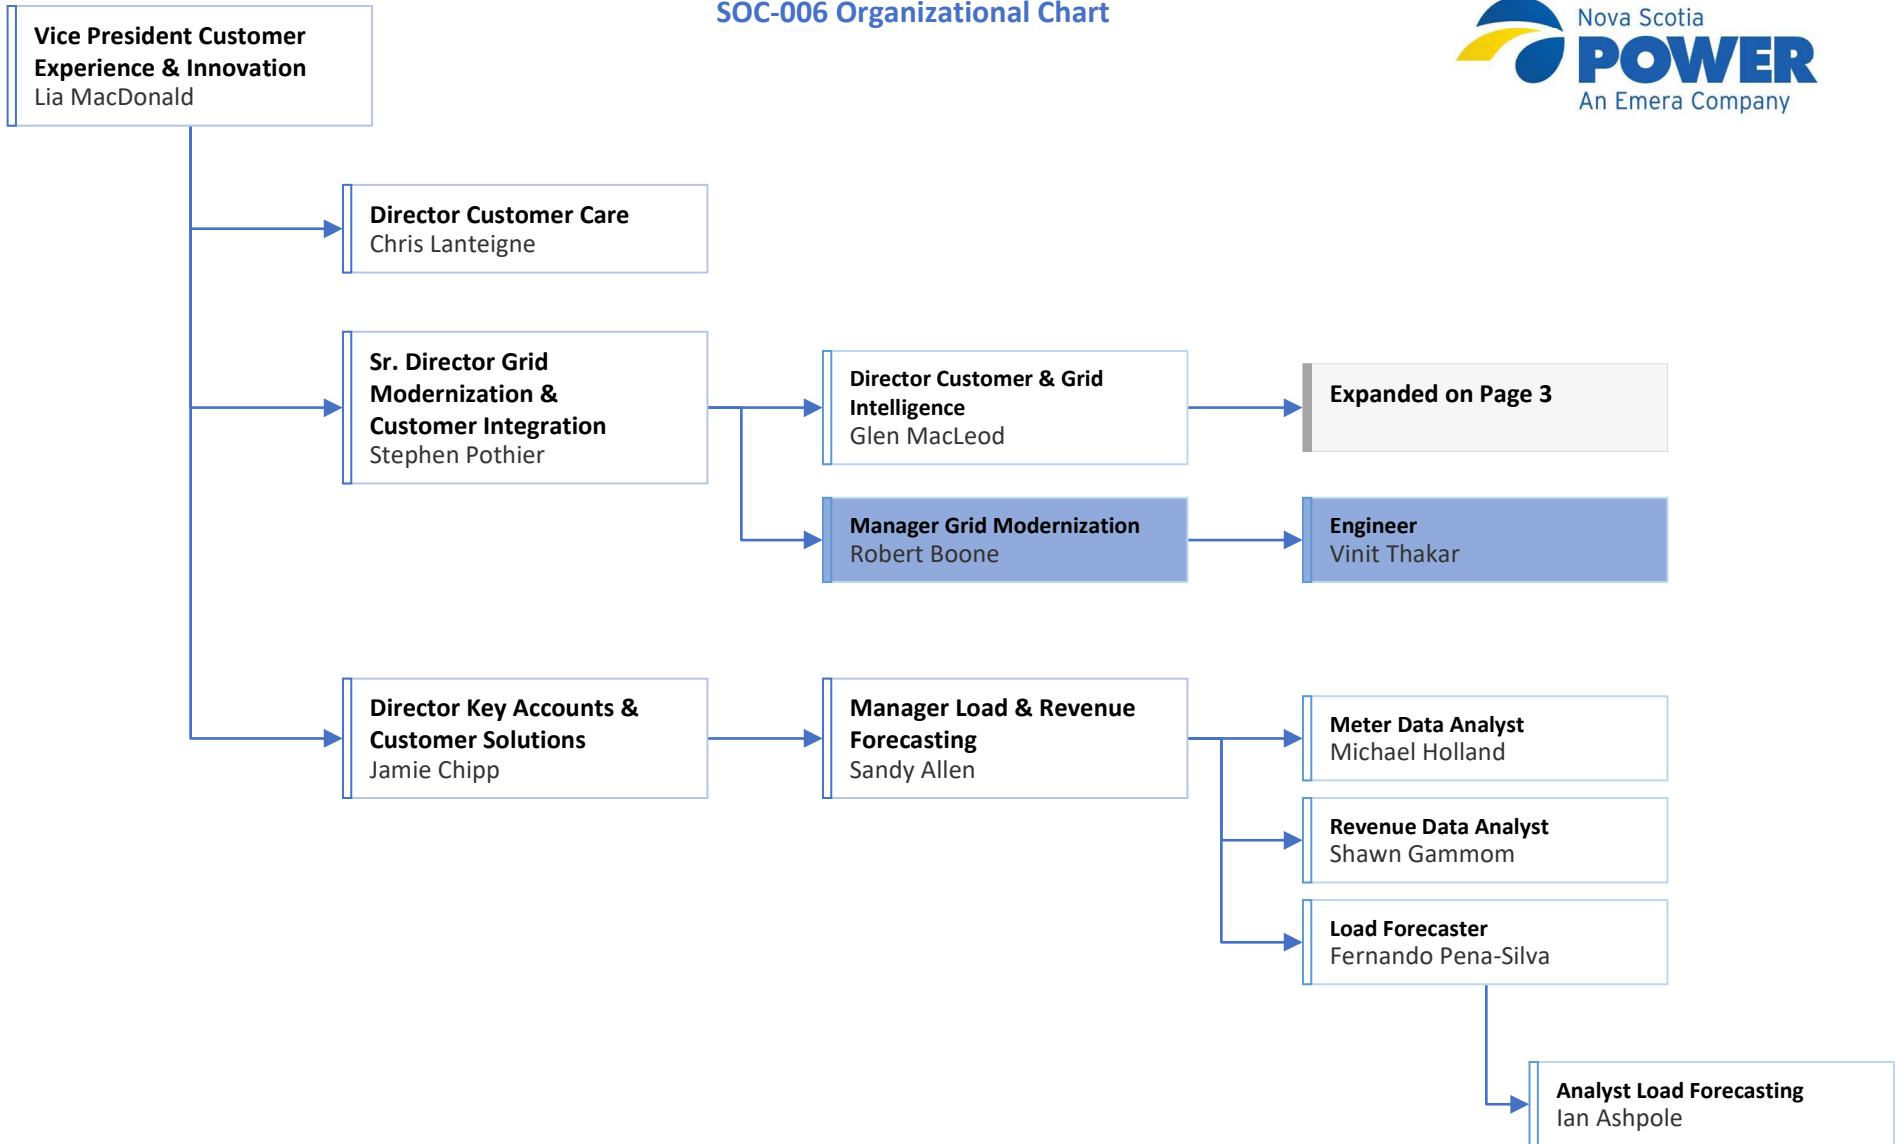 SOC-006 Organizational Chart
Nova Scotia
POWER
An Emera Company
Vice President Customer
Experience & Innovation
Lia MacDonald
Director Customer Care
Chris Lanteigne
Sr. Director Grid
Modernization &
Customer Integration
Stephen Pothier
Director Customer & Grid
Intelligence
Glen MacLeod
Expanded on Page 3
Manager Grid Modernization
Robert Boone
Engineer
Vinit Thakar
Director Key Accounts &
Customer Solutions
Jamie Chipp
Manager Load & Revenue
Forecasting
Sandy Allen
Meter Data Analyst
Michael Holland
Revenue Data Analyst
Shawn Gammom
Load Forecaster
Fernando Pena-Silva
Analyst Load Forecasting
Ian Ashpole